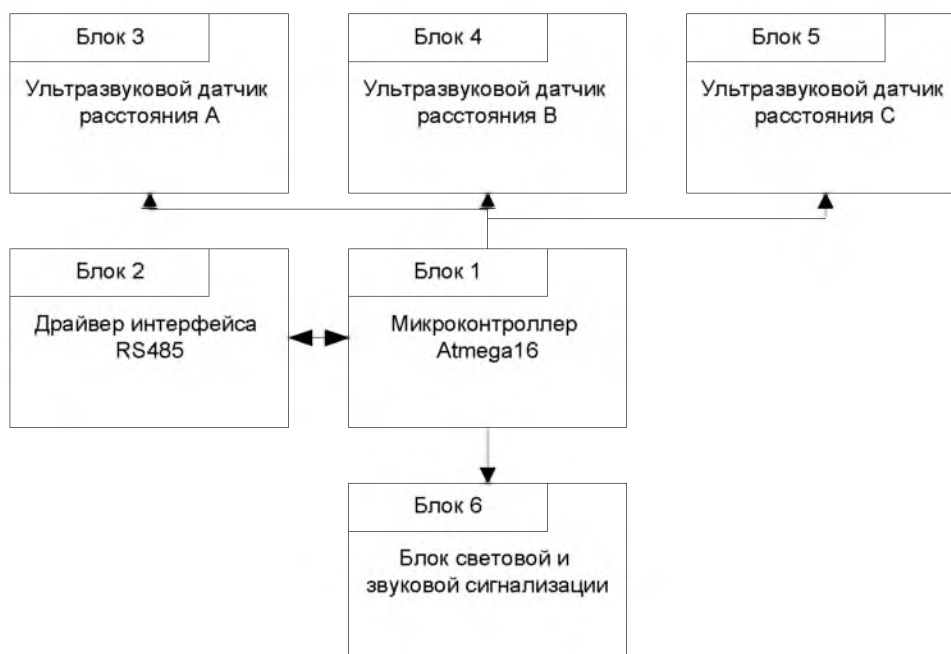 Блок 3
Ультразвуковой датчик
расстояния А
Блок 4
Ультразвуковой датчик
расстояния В
Блок 5
Ультразвуковой датчик
расстояния С
Блок 2
Драйвер интерфейса
RS485
Блок 1
Микроконтроллер
Atmega16
Блок 6
Блок световой и
звуковой сигнализации